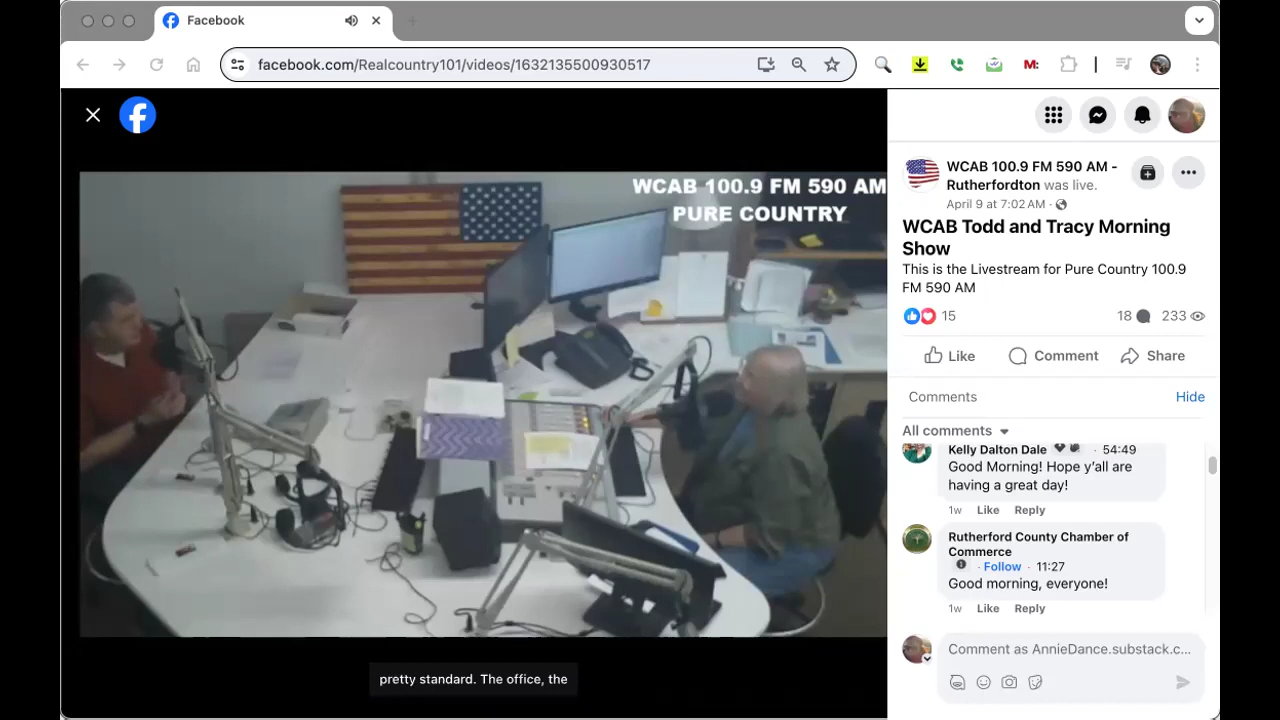 Facebook
facebook.com/Realcountry101/videos/1632135500930517
M:
WCAB 100.9 FM 590 AM
PURE COUNTRY
pretty standard. The office, the
WCAB 100.9 FM 590 AM -
Rutherfordton was live.
April 9 at 7:02 AM ·
WCAB Todd and Tracy Morning
Show
This is the Livestream for Pure Country 100.9
FM 590 AM
15
18 233
Like Comment Share
Comments Hide
All comments
Kelly Dalton Dale · 54:49
Good Morning! Hope y'all are
having a great day!
1w Like Reply
Rutherford County Chamber of
Commerce
· Follow · 11:27
Good morning, everyone!
1w Like Reply
Comment as AnnieDance.substack.c...